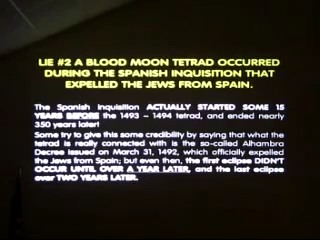 LIE #2 A BLOOD MOON TETRAD OCCURRED
DURING THE SPANISH INQUISITION THAT
EXPELLED THE JEWS FROM SPAIN.
The Spanish Inquisition ACTUALLY STARTED SOME 15
YEARS BEFORE the 1493 - 1494 tetrad, and ended nearly
350 years later!
Some try to give this some credibility by saying that what the
tetrad is really connected with is the so-called Alhambra
Decree issued on March 31, 1492, which officially expelled
the Jews from Spain; but even then, the first eclipse DIDN'T
OCCUR UNTIL OVER A YEAR LATER, and the last eclipse
over TWO YEARS LATER.